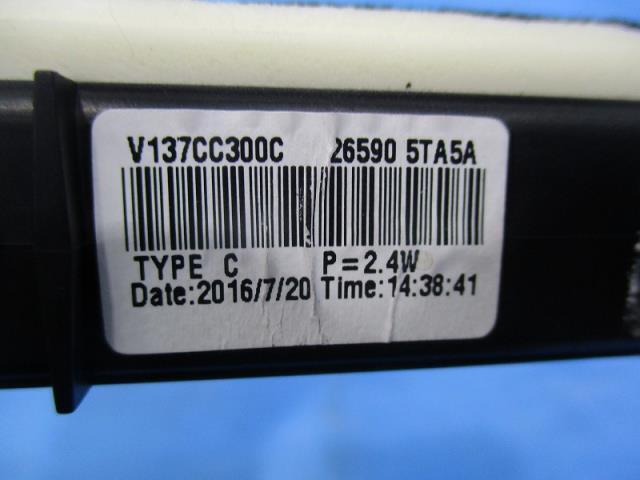 V137CC300C 26590 5TA5A
TYPE C P=2.4W
Date:2016/7/20 Time:14:38:41